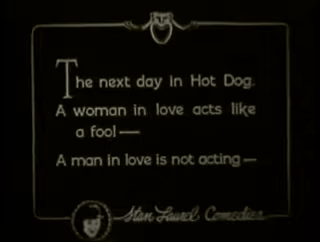 The next day in Hot Dog.
A woman in love acts like
a fool—
A man in love is not acting—
Stan Laurel Comedies